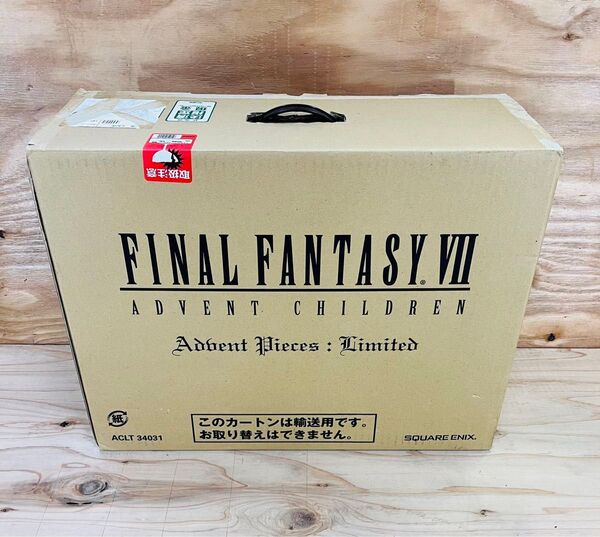 取扱注意
FINAL FANTASY® VII
ADVENT CHILDREN
Advent Pieces : Limited
紙
このカートンは輸送用です。
お取り替えはできません。
ACLT 34031
SQUARE ENIX.